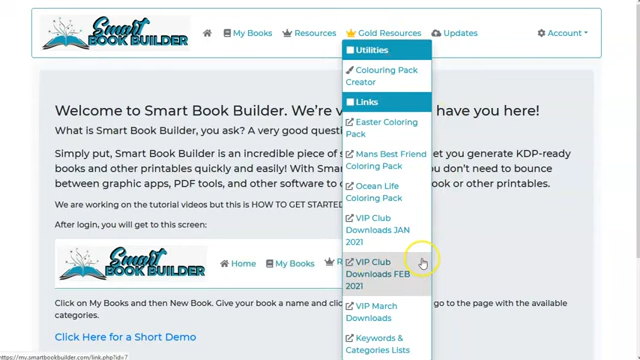 Smart
BOOK BUILDER
My Books
Resources
Gold Resources
Updates
Account
Utilities
Colouring Pack
Creator
Links
Easter Coloring
Pack
Mans Best Friend
Coloring Pack
Ocean Life
Coloring Pack
VIP Club
Downloads JAN
2021
VIP Club
Downloads FEB
2021
VIP March
Downloads
Keywords &
Categories Lists
Welcome to Smart Book Builder. We're have you here!
What is Smart Book Builder, you ask? A very good
Simply put, Smart Book Builder is an incredible piece of let you generate KDP-ready
books and other printables quickly and easily! With Smart don't need to bounce
between graphic apps, PDF tools, and other software to book or other printables.
We are working on the tutorial videos but this is HOW TO GET STARTED
After login, you will get to this screen:
Smart
BOOK BUILDER
Home
My Books
Click on My Books and then New Book. Give your book a name and go to the page with the available
categories.
Click Here for a Short Demo
https://my.smartbookbuilder.com/link.php?id=7